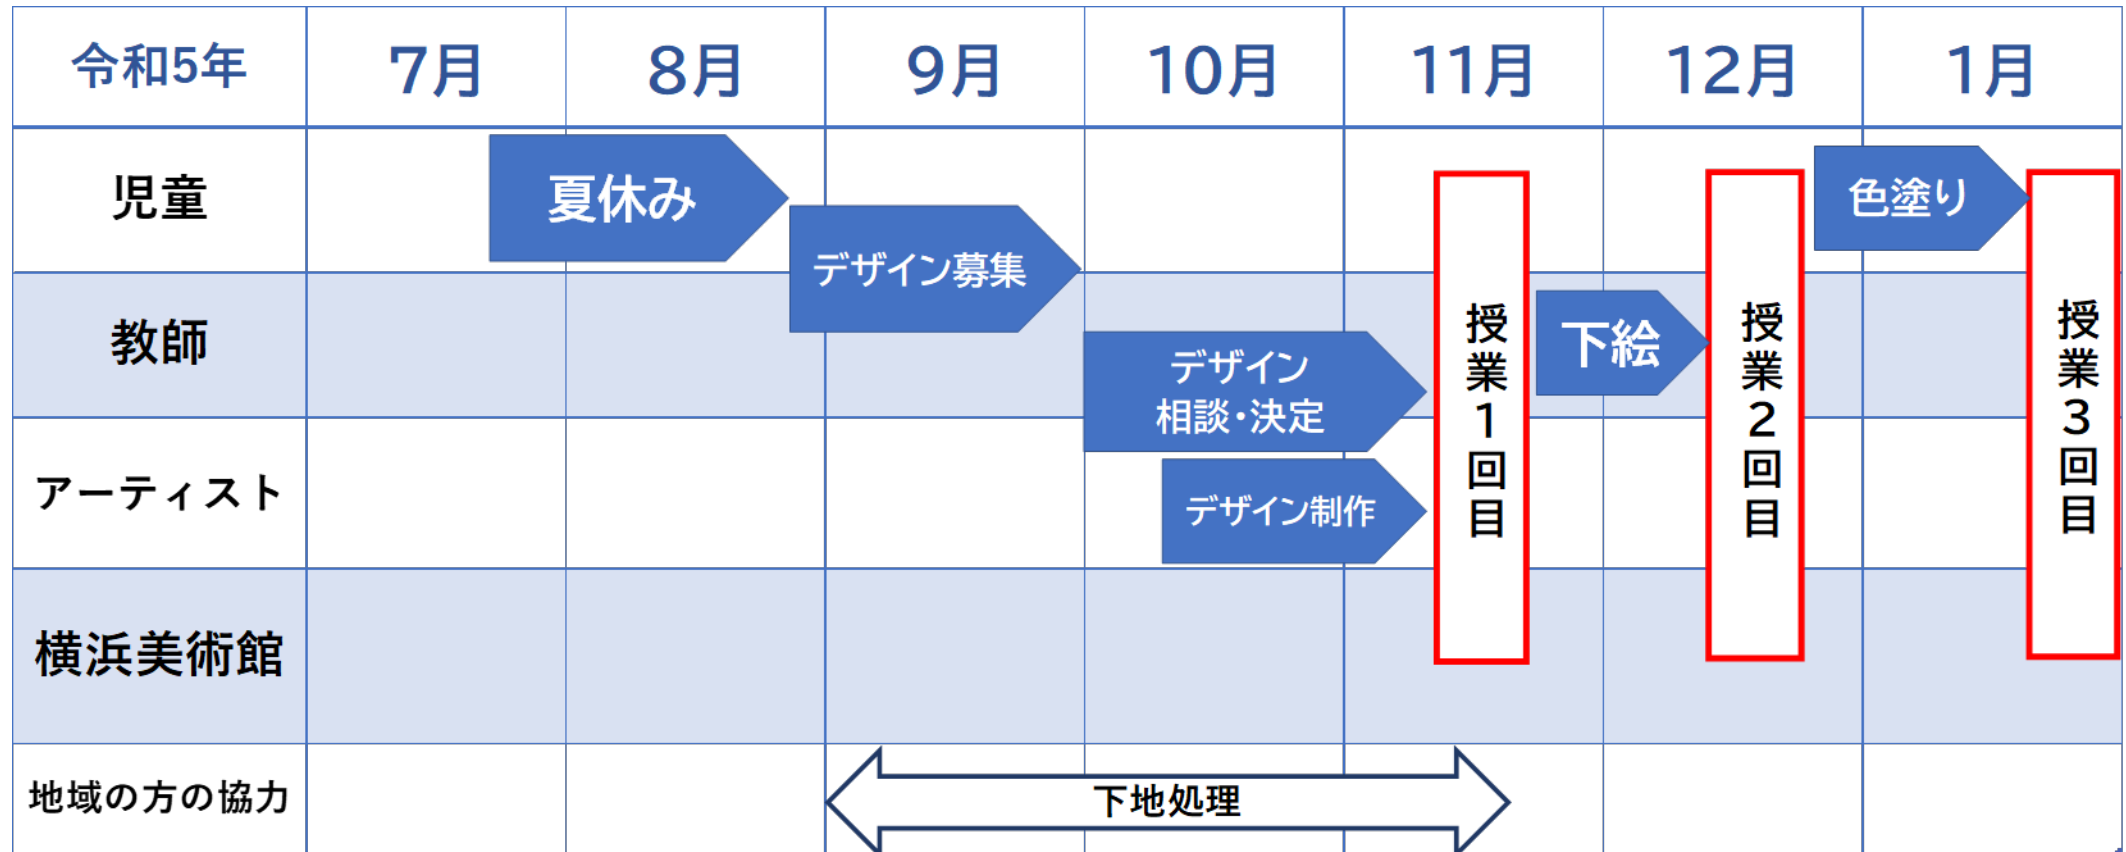 令和5年
7月
8月
9月
10月
11月
12月
1月
児童
夏休み
デザイン募集
色塗り
教師
デザイン
相談・決定
下絵
授業1回目
授業2回目
授業3回目
アーティスト
デザイン制作
横浜美術館
地域の方の協力
下地処理